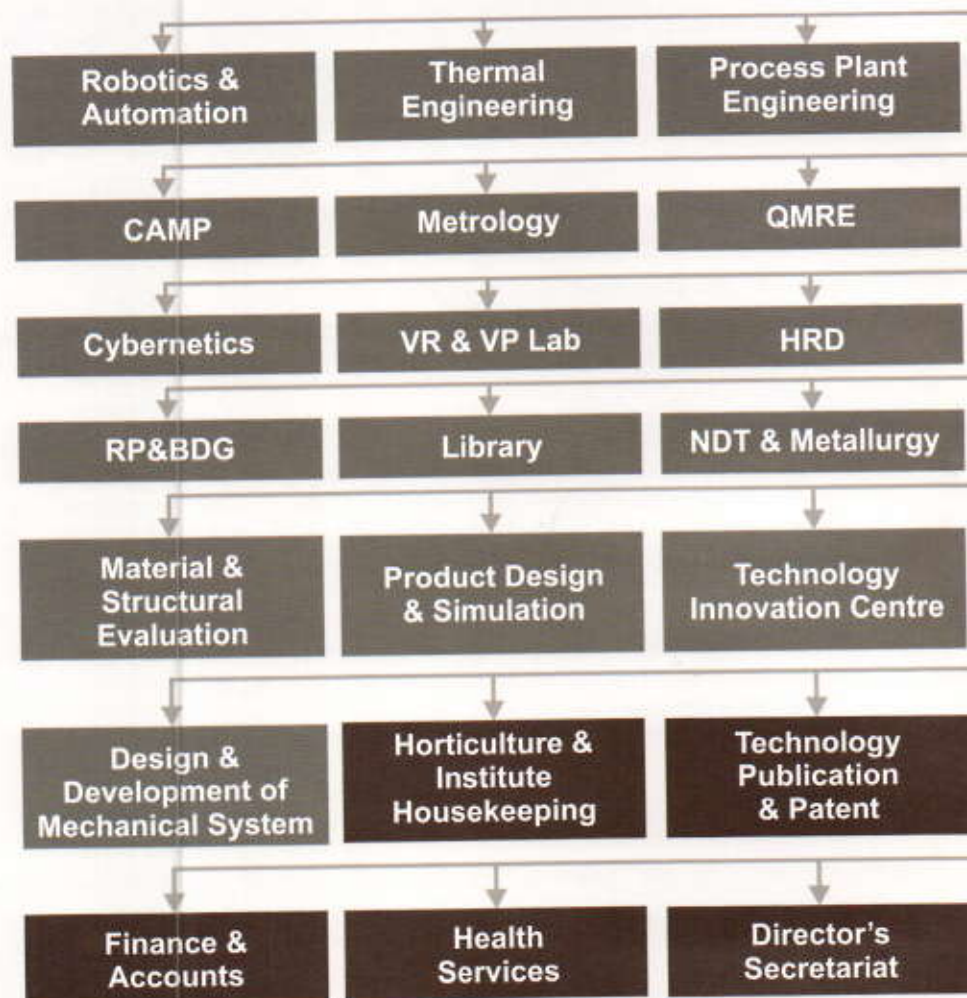 Robotics &
Automation
Thermal
Engineering
Process Plant
Engineering
CAMP
Metrology
QMRE
Cybernetics
VR & VP Lab
HRD
RP&BDG
Library
NDT & Metallurgy
Material &
Structural
Evaluation
Product Design
& Simulation
Technology
Innovation Centre
Design &
Development of
Mechanical System
Horticulture &
Institute
Housekeeping
Technology
Publication
& Patent
Finance &
Accounts
Health
Services
Director's
Secretariat